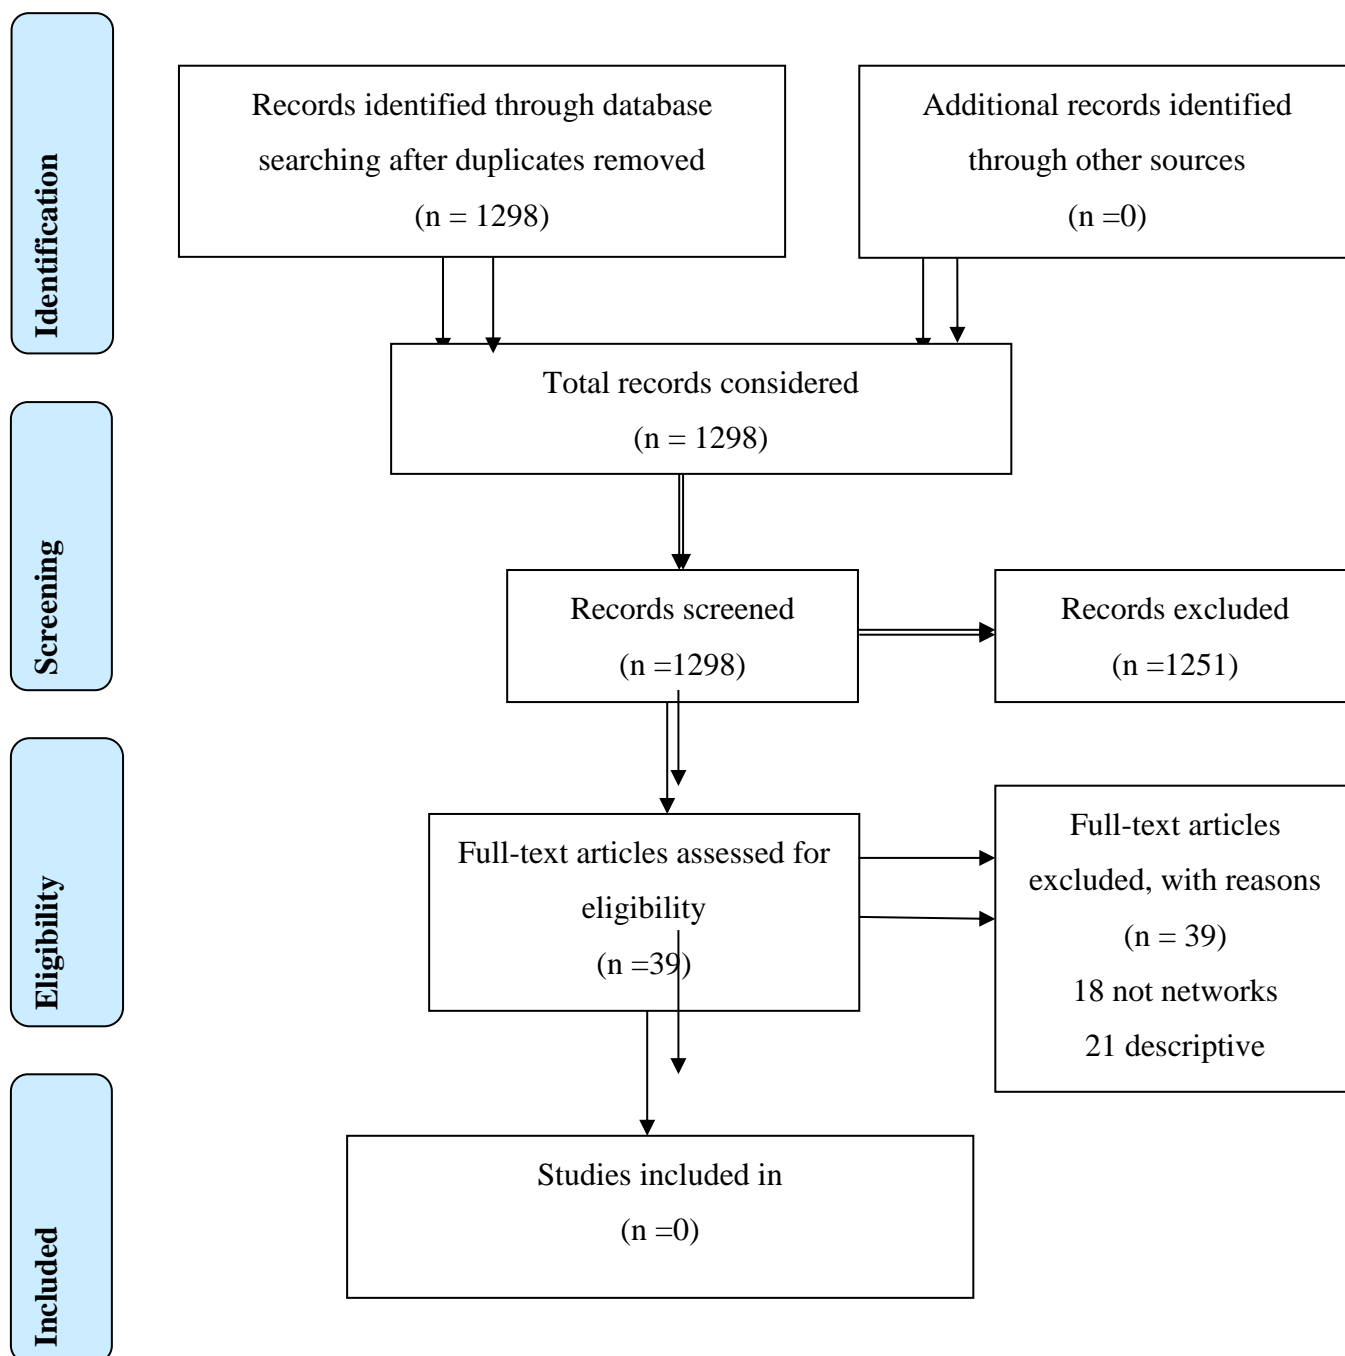 Identification
Records identified through database
searching after duplicates removed
(n = 1298)
Additional records identified
through other sources
(n =0)
Total records considered
(n = 1298)
Screening
Records screened
(n =1298)
Records excluded
(n =1251)
Eligibility
Full-text articles assessed for
eligibility
(n =39)
Full-text articles
excluded, with reasons
(n = 39)
18 not networks
21 descriptive
Included
Studies included in
(n =0)